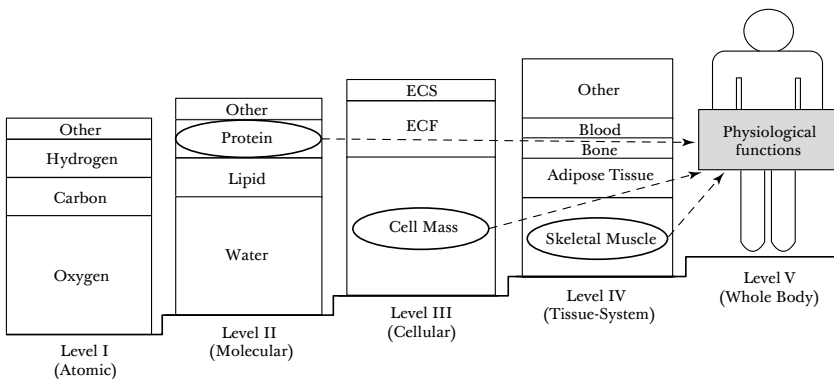 Other
Hydrogen
Carbon
Oxygen
Level I
(Atomic)
Other
Protein
Lipid
Water
Level II
(Molecular)
ECS
ECF
Cell Mass
Level III
(Cellular)
Other
Blood
Bone
Adipose Tissue
Skeletal Muscle
Level IV
(Tissue-System)
Physiological
functions
Level V
(Whole Body)